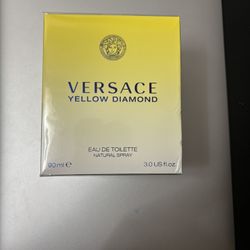 VERSACE
YELLOW DIAMOND
EAU DE TOILETTE
NATURAL SPRAY
90 ml ℮ 3.0 US fl.oz.